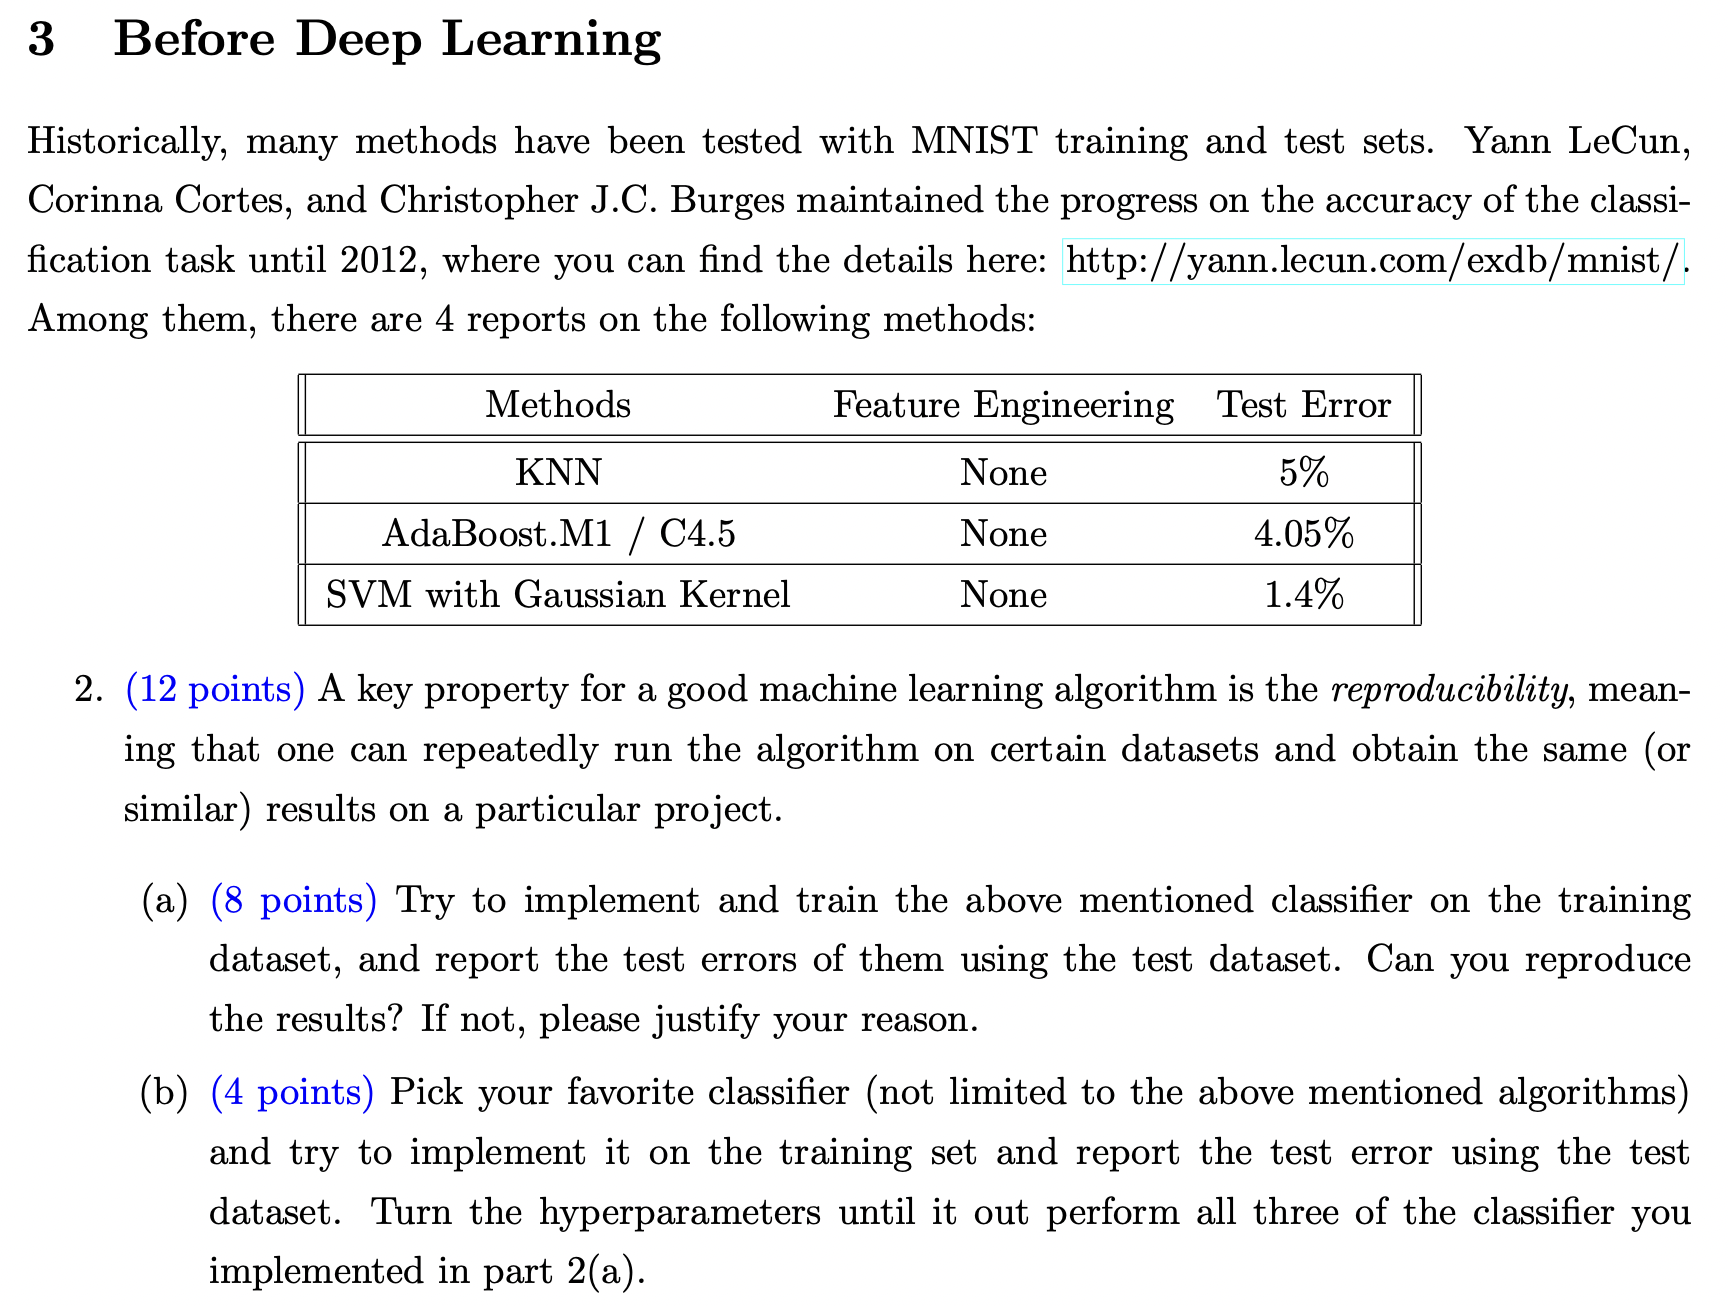 3 Before Deep Learning
Historically, many methods have been tested with MNIST training and test sets. Yann LeCun,
Corinna Cortes, and Christopher J.C. Burges maintained the progress on the accuracy of the classi-
fication task until 2012, where you can find the details here: http://yann.lecun.com/exdb/mnist/.
Among them, there are 4 reports on the following methods:
Methods Feature Engineering Test Error
KNN None 5%
AdaBoost.M1 / C4.5 None 4.05%
SVM with Gaussian Kernel None 1.4%
2. (12 points) A key property for a good machine learning algorithm is the reproducibility, mean-
ing that one can repeatedly run the algorithm on certain datasets and obtain the same (or
similar) results on a particular project.
(a) (8 points) Try to implement and train the above mentioned classifier on the training
dataset, and report the test errors of them using the test dataset. Can you reproduce
the results? If not, please justify your reason.
(b) (4 points) Pick your favorite classifier (not limited to the above mentioned algorithms)
and try to implement it on the training set and report the test error using the test
dataset. Turn the hyperparameters until it out perform all three of the classifier you
implemented in part 2(a).